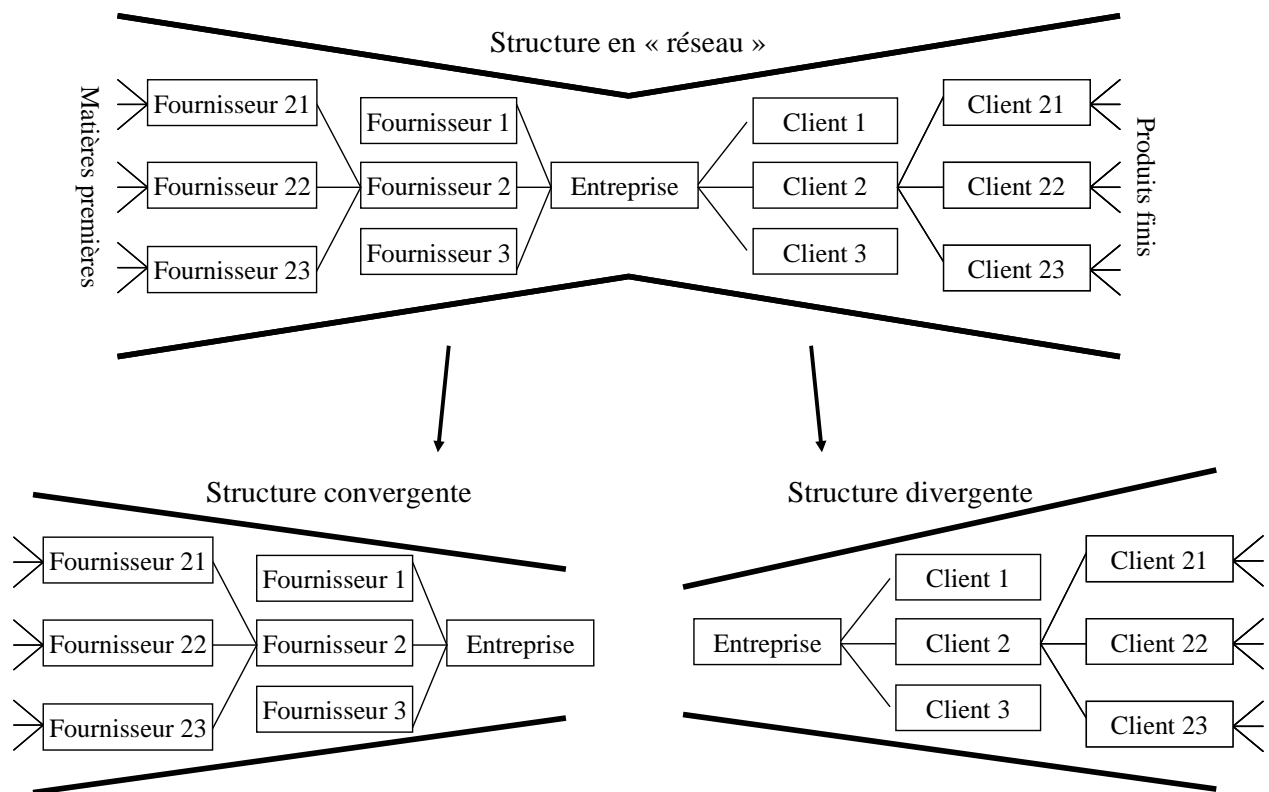 Structure en « réseau »
Matières premières
Fournisseur 21
Fournisseur 22
Fournisseur 23
Fournisseur 1
Fournisseur 2
Fournisseur 3
Entreprise
Client 1
Client 2
Client 3
Client 21
Client 22
Client 23
Produits finis
Structure convergente
Fournisseur 21
Fournisseur 22
Fournisseur 23
Fournisseur 1
Fournisseur 2
Fournisseur 3
Entreprise
Structure divergente
Entreprise
Client 1
Client 2
Client 3
Client 21
Client 22
Client 23